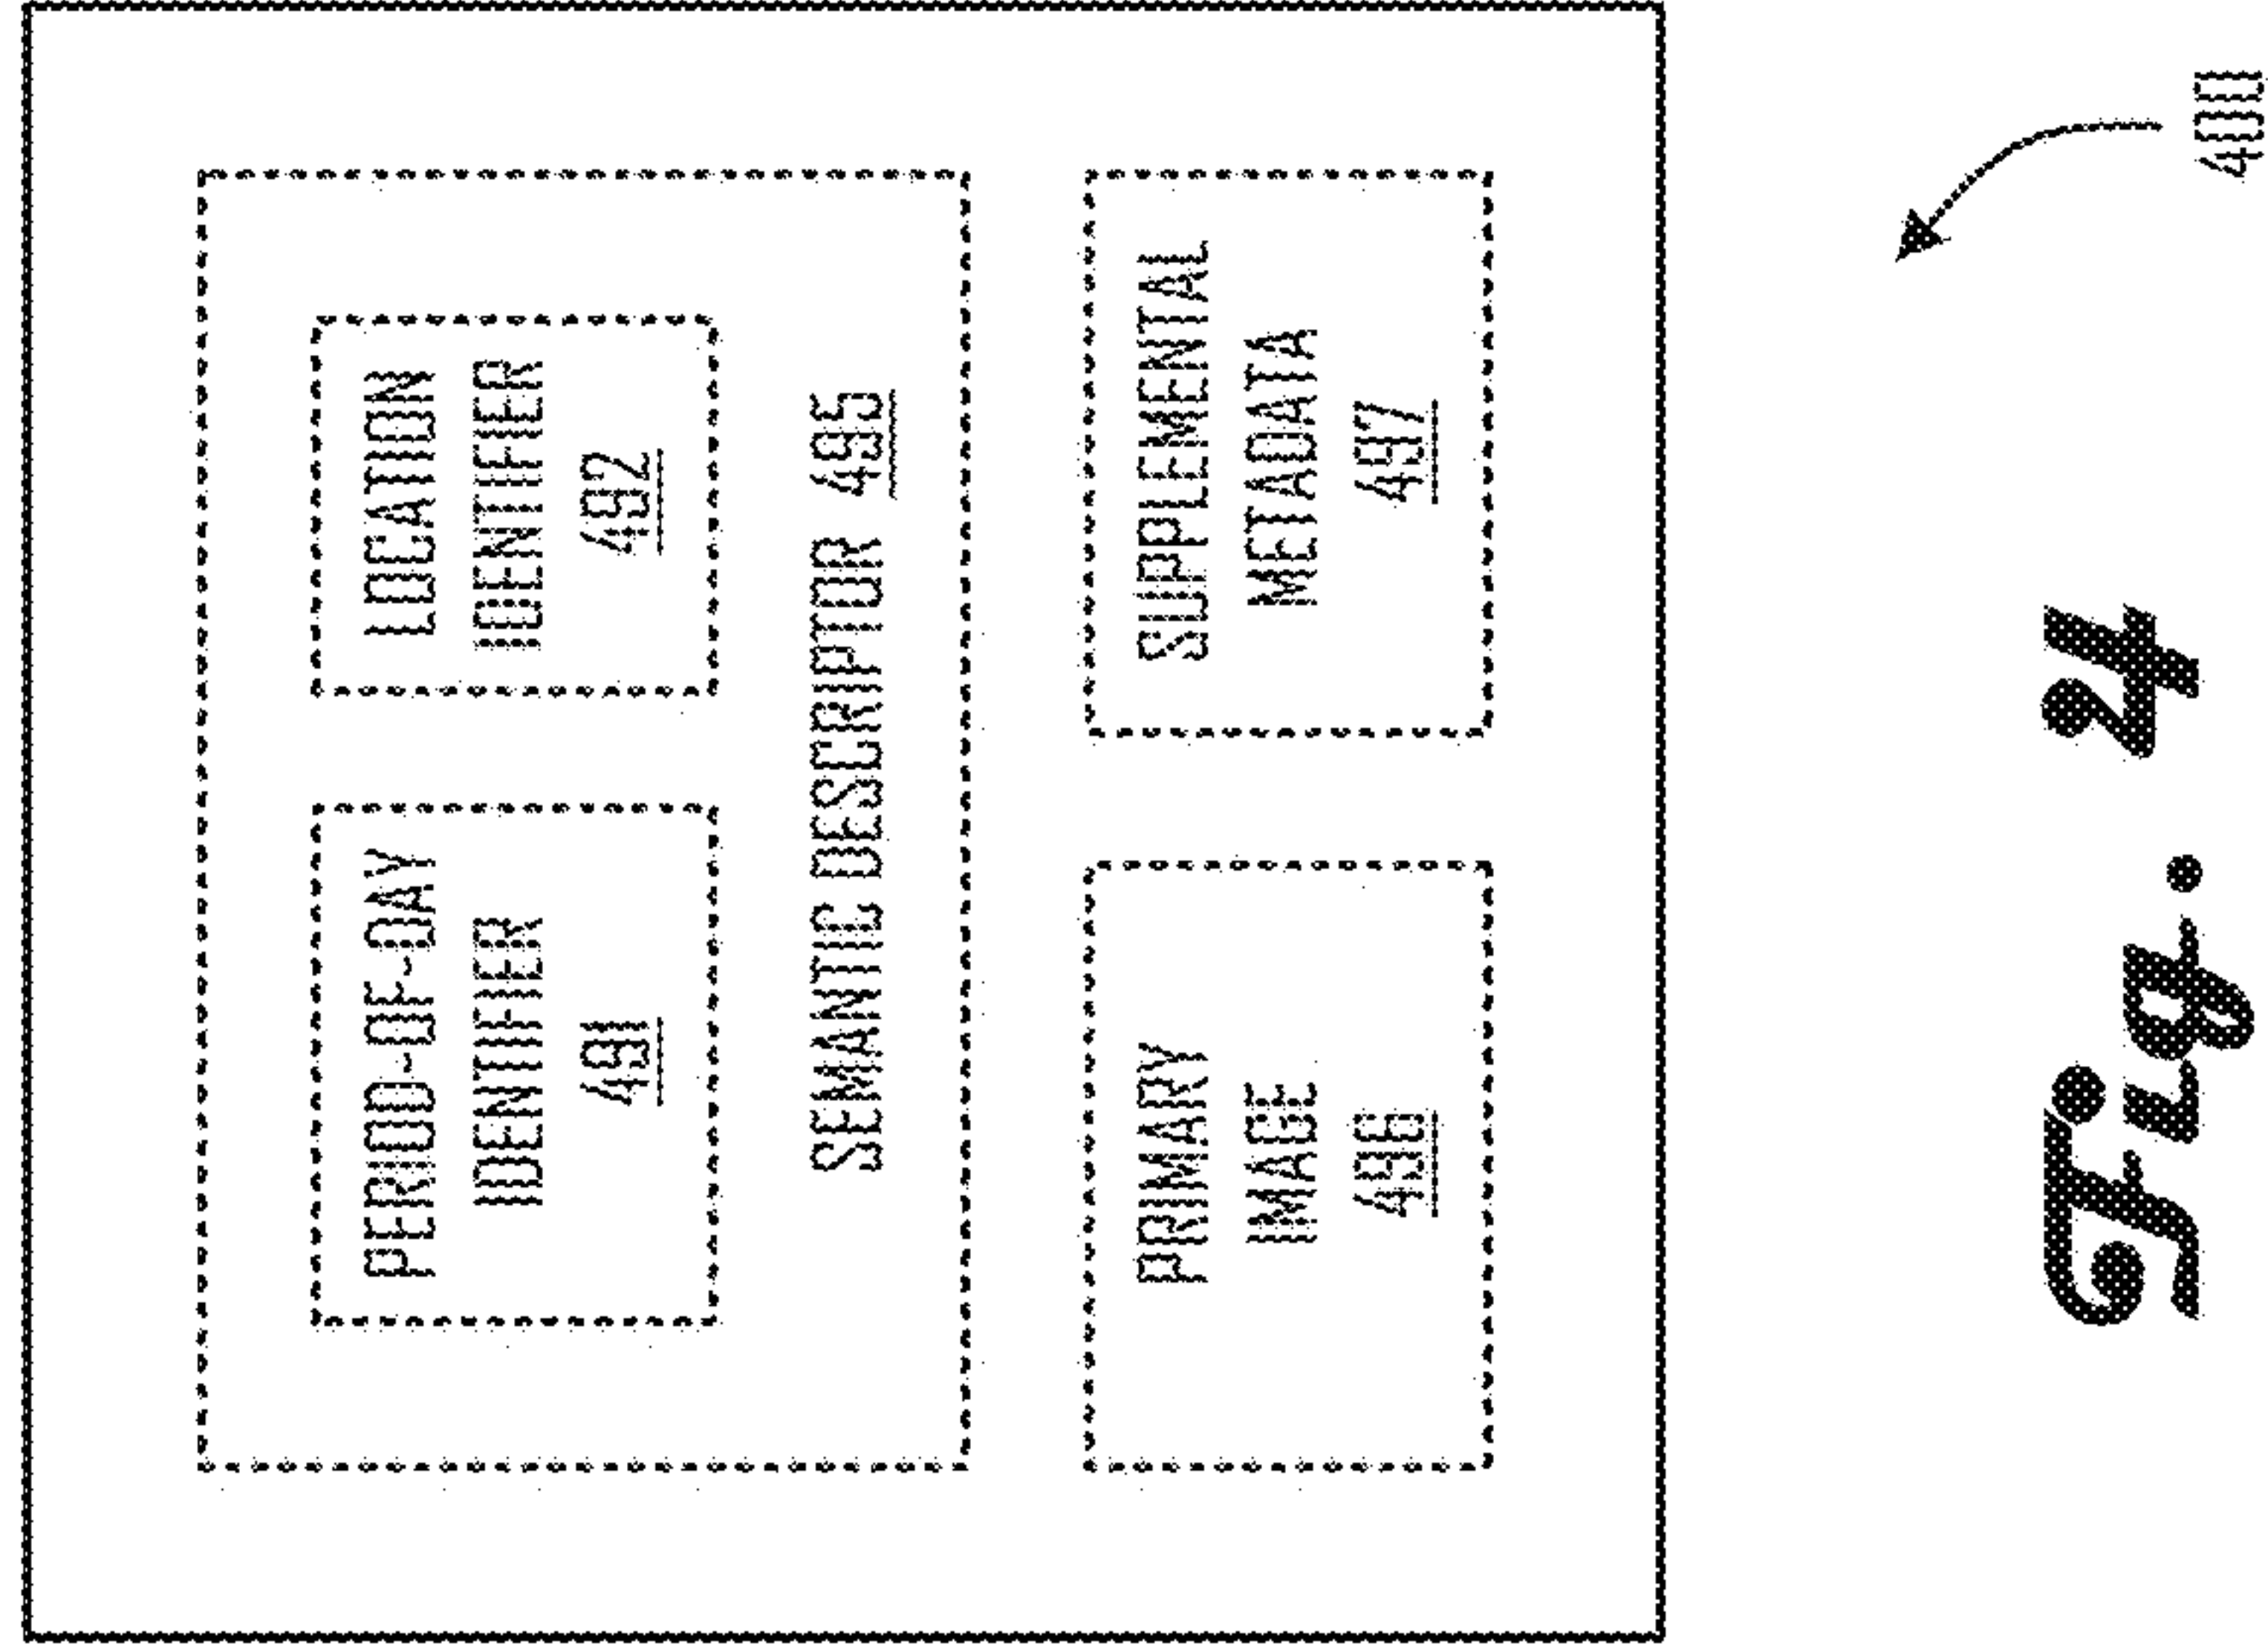 PERIOD-OF-DAY
IDENTIFIER
491
LOCATION
IDENTIFIER
492
SEMANTIC DESCRIPTOR 495
PRIMARY
IMAGE
496
SUPPLEMENTAL
METADATA
497
400
Fig. 4